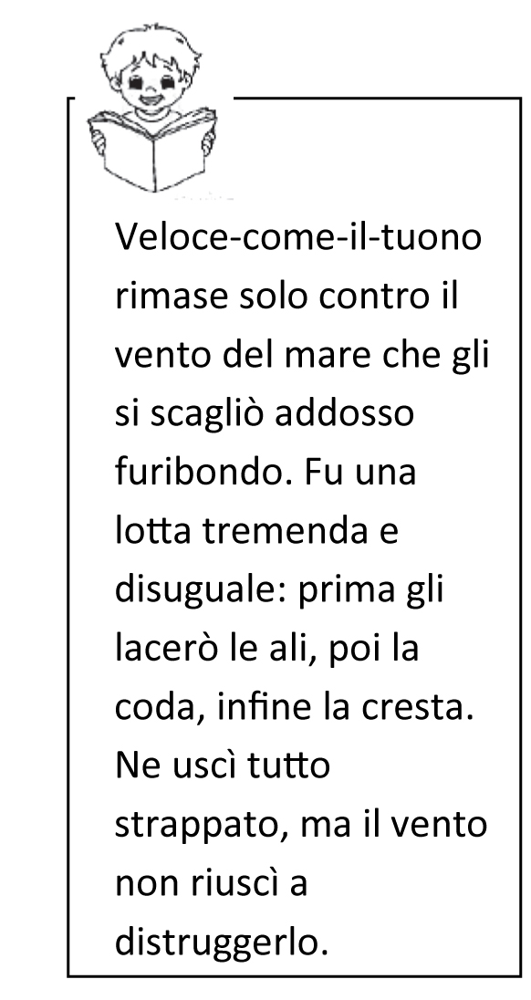 Veloce-come-il-tuono
rimase solo contro il
vento del mare che gli
si scagliò addosso
furibondo. Fu una
lotta tremenda e
disuguale: prima gli
lacerò le ali, poi la
coda, infine la cresta.
Ne uscì tutto
strappato, ma il vento
non riuscì a
distruggerlo.